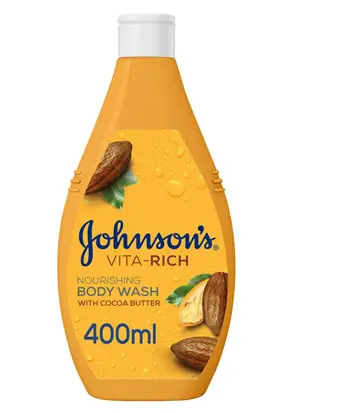 Johnson's®
VITA-RICH
NOURISHING
BODY WASH
WITH COCOA BUTTER
400ml